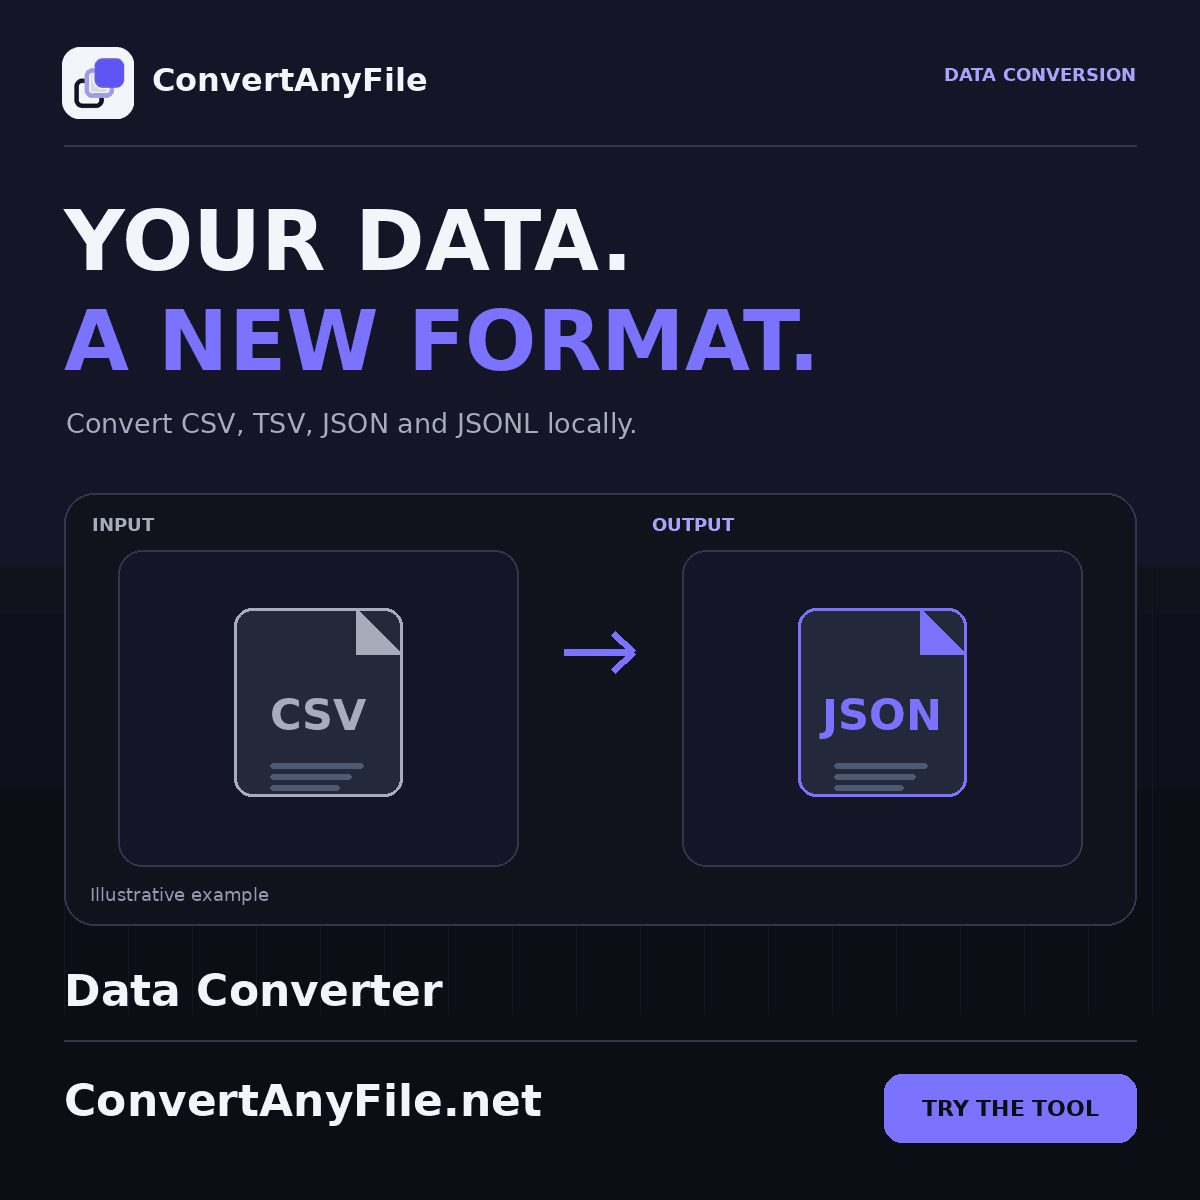 ConvertAnyFile
DATA CONVERSION
YOUR DATA.
A NEW FORMAT.
Convert CSV, TSV, JSON and JSONL locally.
INPUT
OUTPUT
CSV
JSON
Illustrative example
Data Converter
ConvertAnyFile.net
TRY THE TOOL